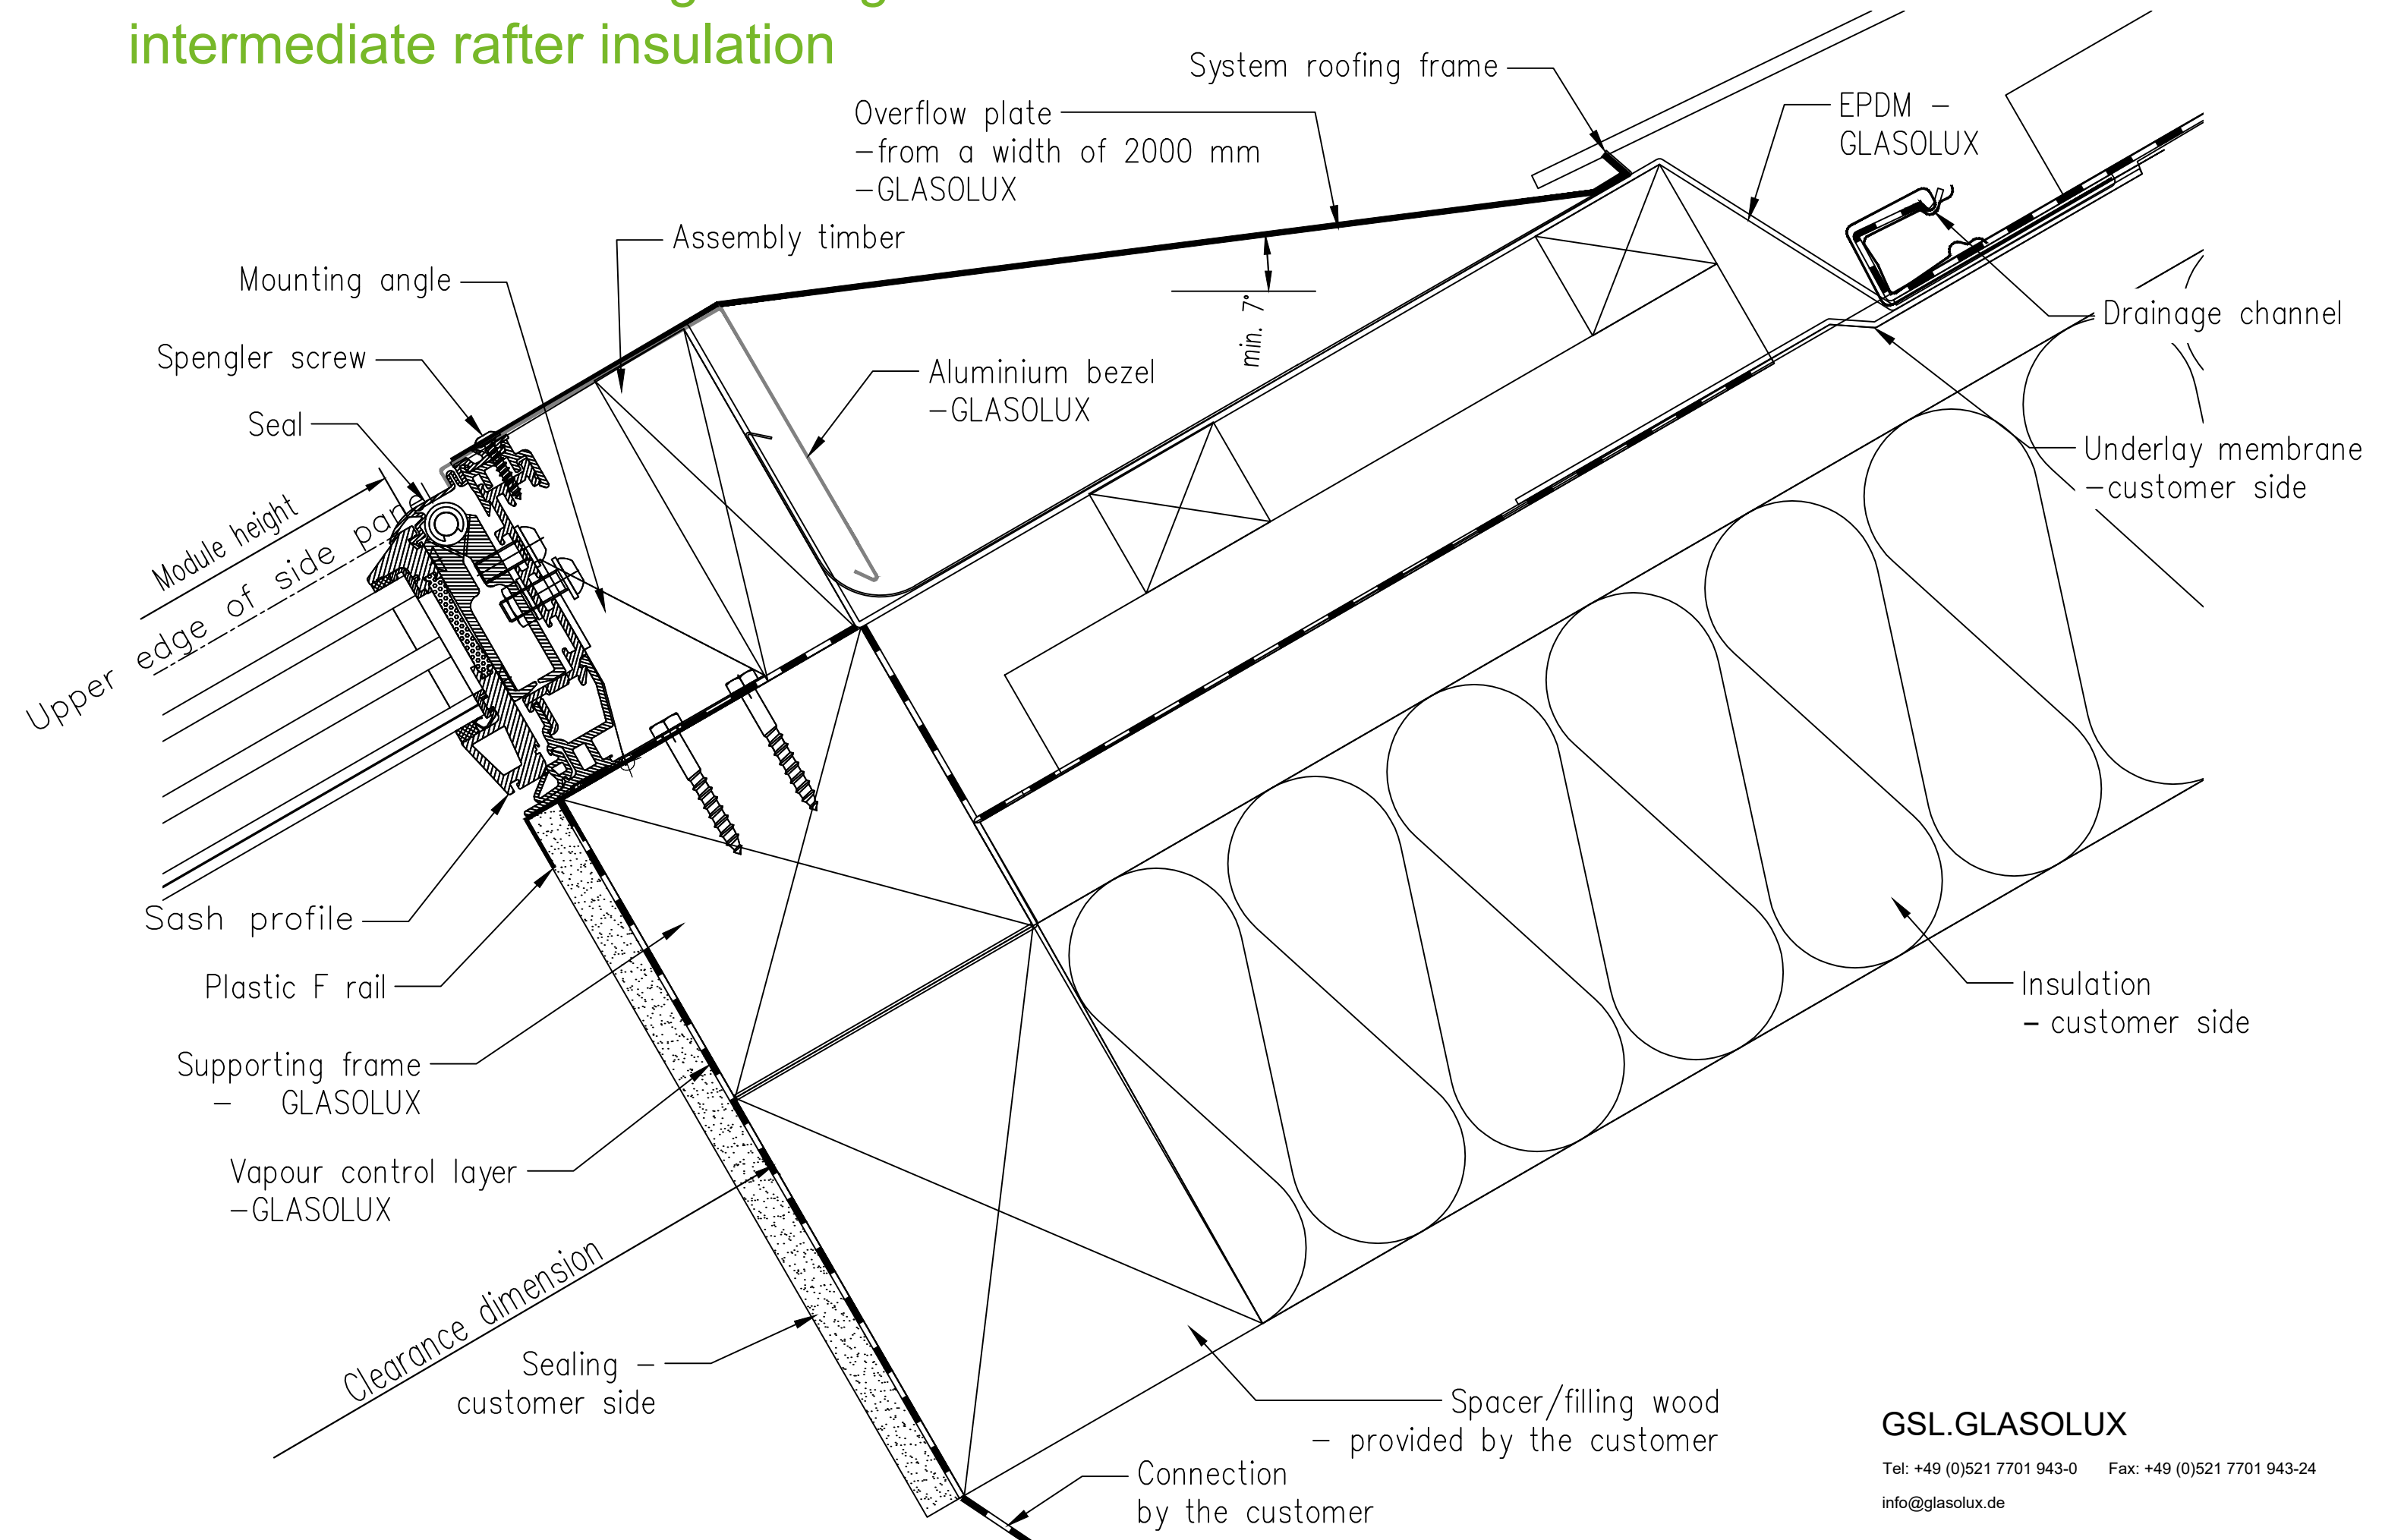 intermediate rafter insulation
System roofing frame
Overflow plate
-from a width of 2000 mm
-GLASOLUX
EPDM -
GLASOLUX
Assembly timber
Mounting angle
min. 7°
Drainage channel
Spengler screw
Aluminium bezel
-GLASOLUX
Seal
Underlay membrane
-customer side
Module height
Upper edge of side par
Sash profile
Plastic F rail
Insulation
- customer side
Supporting frame
- GLASOLUX
Vapour control layer
-GLASOLUX
Clearance dimension
Sealing -
customer side
Spacer/filling wood
- provided by the customer
Connection
by the customer
GSL.GLASOLUX
Tel: +49 (0)521 7701 943-0 Fax: +49 (0)521 7701 943-24
info@glasolux.de